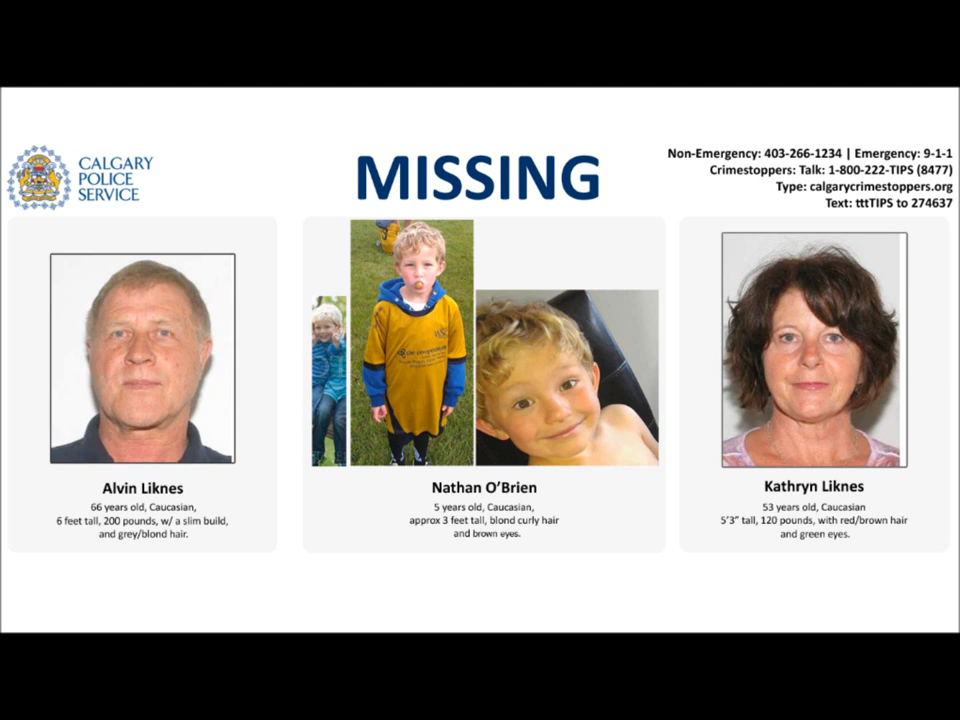 CALGARY
POLICE
SERVICE
MISSING
Non-Emergency: 403-266-1234 | Emergency: 9-1-1
Crimestoppers: Talk: 1-800-222-TIPS (8477)
Type: calgarycrimestoppers.org
Text: tttTIPS to 274637
Alvin Liknes
66 years old, Caucasian,
6 feet tall, 200 pounds, w/ a slim build,
and grey/blond hair.
Nathan O’Brien
5 years old, Caucasian,
approx 3 feet tall, blond curly hair
and brown eyes.
Kathryn Liknes
53 years old, Caucasian
5’3” tall, 120 pounds, with red/brown hair
and green eyes.